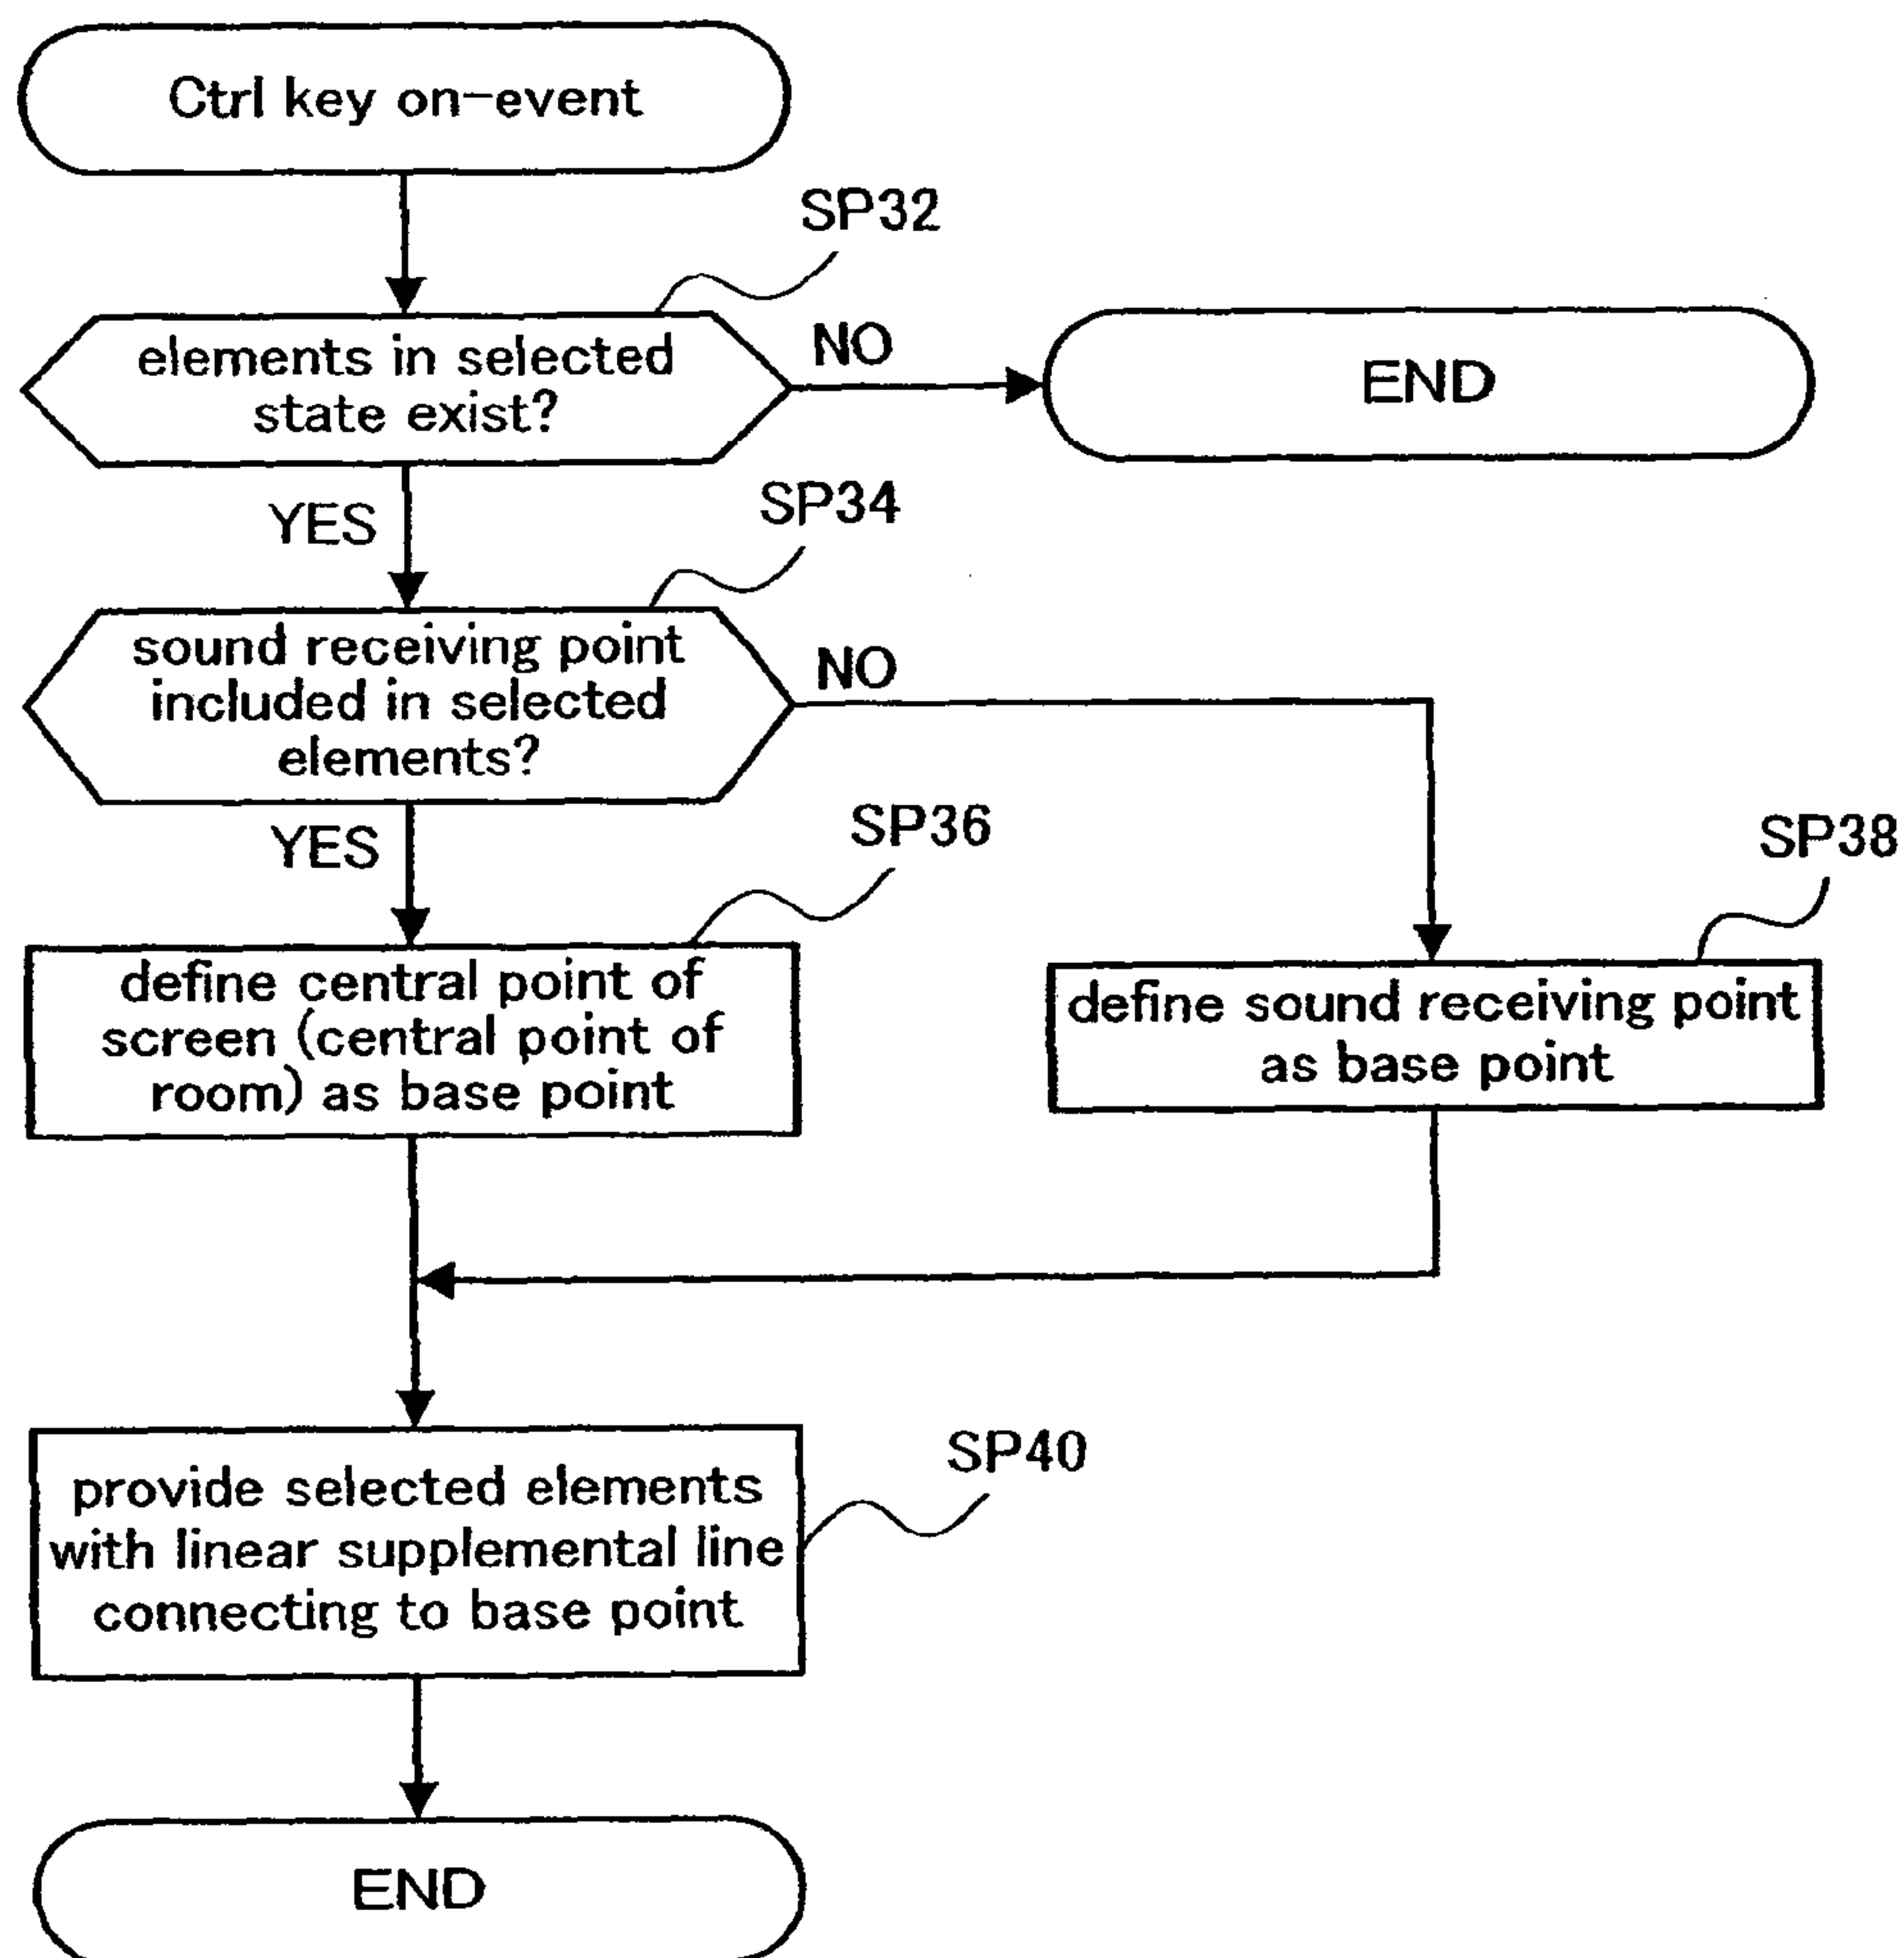 Ctrl key on-event
SP32
elements in selected
state exist?
NO
END
YES
SP34
sound receiving point
included in selected
elements?
NO
YES
SP36
SP38
define central point of
screen (central point of
room) as base point
define sound receiving point
as base point
SP40
provide selected elements
with linear supplemental line
connecting to base point
END